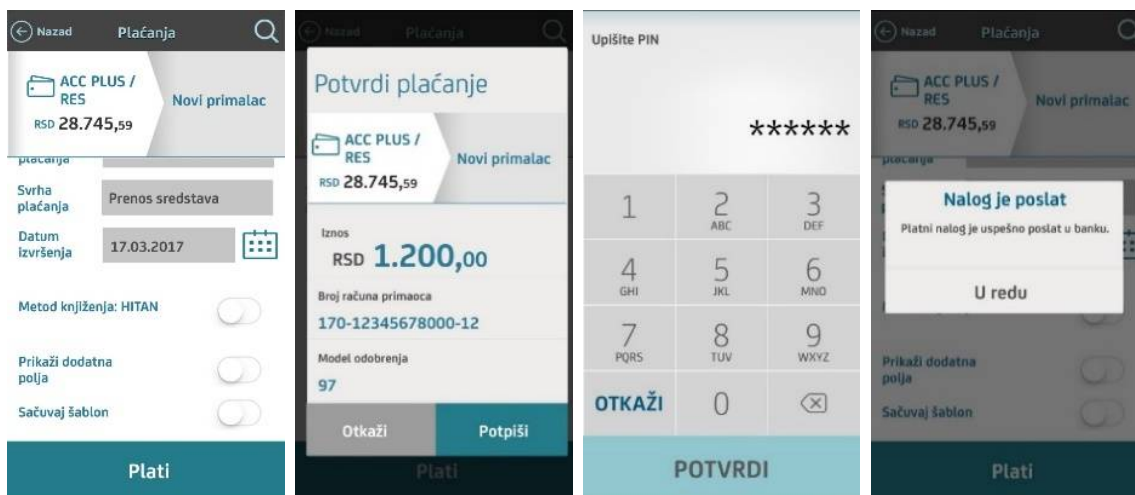 Nazad Plaćanja
ACC PLUS /
RES
Novi primalac
RSD 28.745,59
plaćanja
Svrha
plaćanja
Prenos sredstava
Datum
izvršenja
17.03.2017
Metod knjiženja: HITAN
Prikaži dodatna
polja
Sačuvaj šablon
Plati
Nazad Plaćanja
Potvrdi plaćanje
ACC PLUS /
RES
Novi primalac
RSD 28.745,59
Iznos
RSD 1.200,00
Broj računa primaoca
170-12345678000-12
Model odobrenja
97
Otkaži Potpiši
Plati
Upišite PIN
******
1 2 3
ABC DEF
4 5 6
GHI JKL MNO
7 8 9
PQRS TUV WXYZ
OTKAŽI 0
POTVRDI
Nazad Plaćanja
ACC PLUS /
RES
Novi primalac
RSD 28.745,59
plaćanja
Nalog je poslat
Platni nalog je uspešno poslat u banku.
U redu
Prikaži dodatna
polja
Sačuvaj šablon
Plati